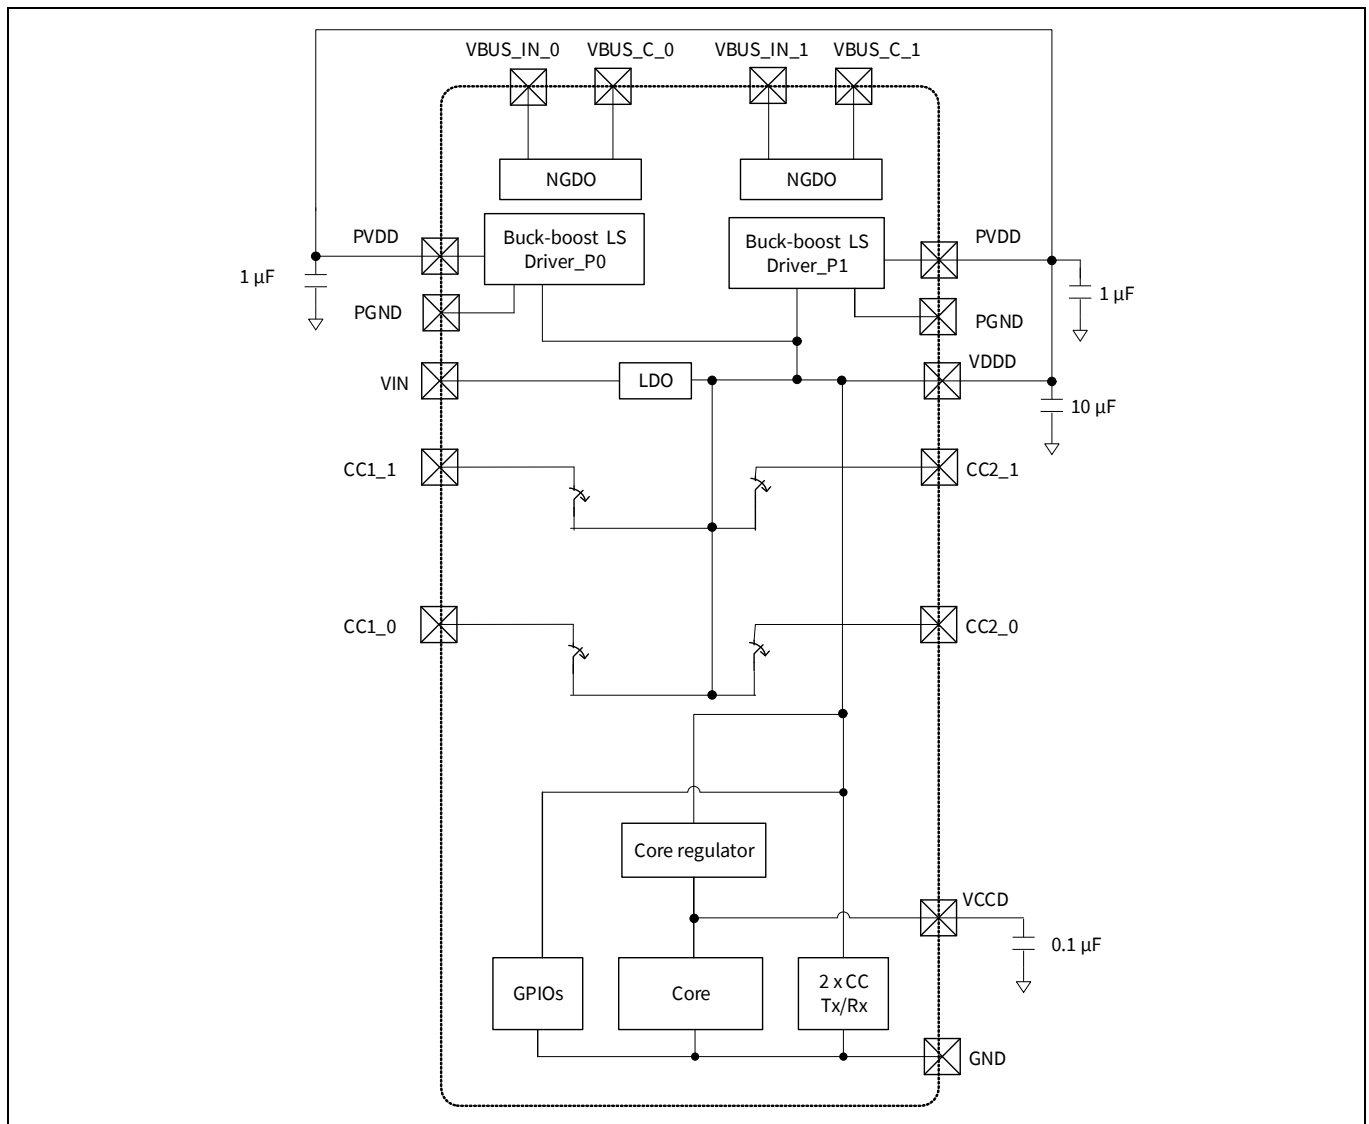 VBUS_IN_0
VBUS_C_0
VBUS_IN_1
VBUS_C_1
NGDO
NGDO
PVDD
Buck-boost LS
Driver_P0
Buck-boost LS
Driver_P1
PVDD
1 µF
1 µF
PGND
PGND
VDDD
VIN
LDO
10 µF
CC1_1
CC2_1
CC1_0
CC2_0
Core regulator
VCCD
0.1 µF
GPIOs
Core
2 x CC
Tx/Rx
GND